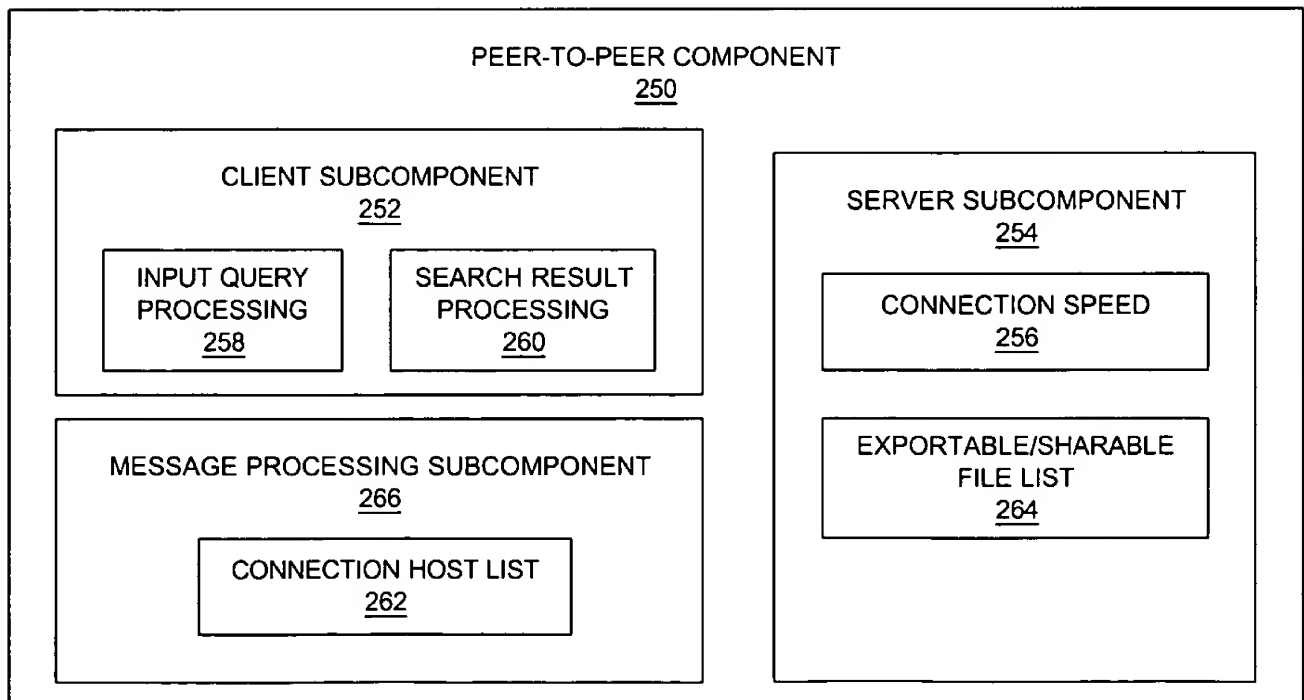 PEER-TO-PEER COMPONENT
250
CLIENT SUBCOMPONENT
252
INPUT QUERY
PROCESSING
258
SEARCH RESULT
PROCESSING
260
MESSAGE PROCESSING SUBCOMPONENT
266
CONNECTION HOST LIST
262
SERVER SUBCOMPONENT
254
CONNECTION SPEED
256
EXPORTABLE/SHARABLE
FILE LIST
264